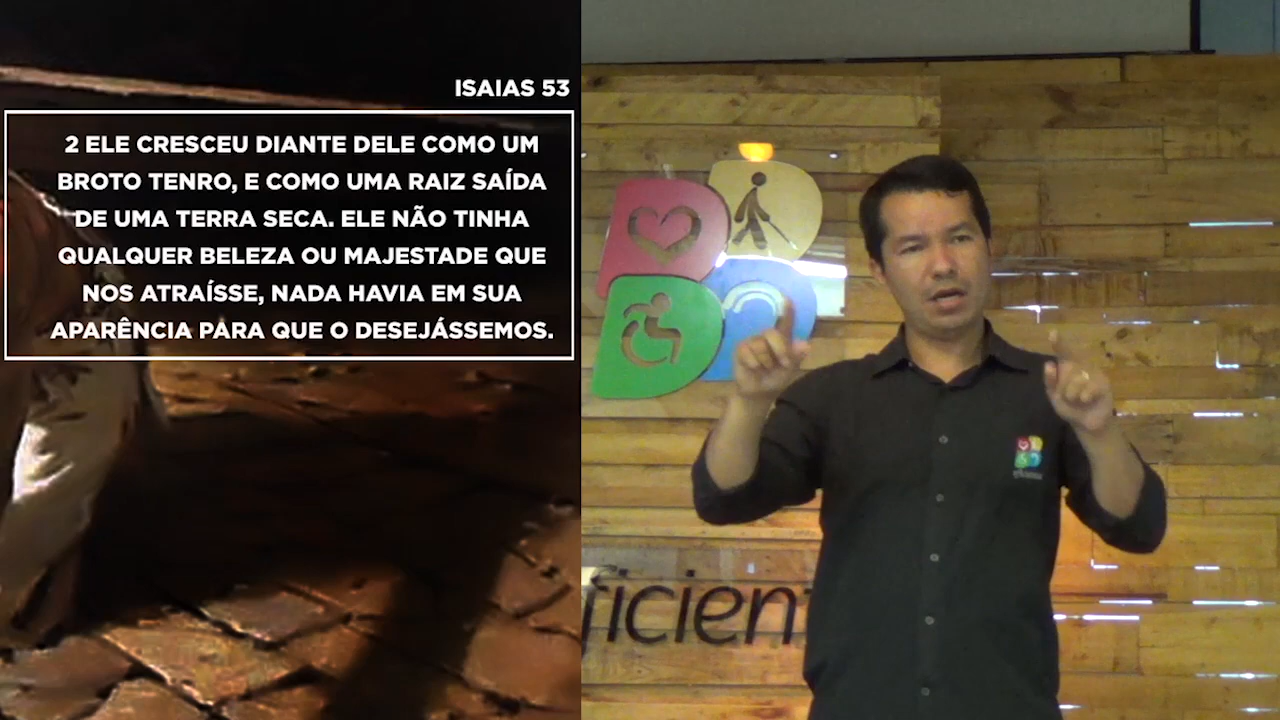 ISAIAS 53
2 ELE CRESCEU DIANTE DELE COMO UM
BROTO TENRO, E COMO UMA RAIZ SAÍDA
DE UMA TERRA SECA. ELE NÃO TINHA
QUALQUER BELEZA OU MAJESTADE QUE
NOS ATRAÍSSE, NADA HAVIA EM SUA
APARÊNCIA PARA QUE O DESEJÁSSEMOS.
ficient